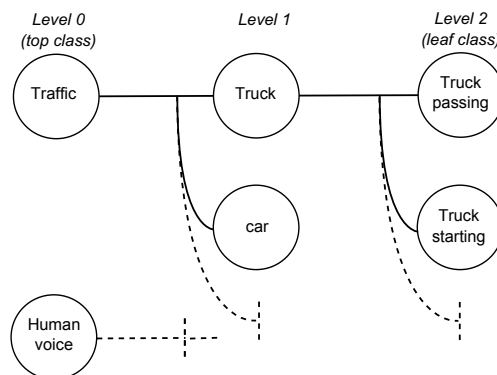 Level 0
(top class)
Level 1
Level 2
(leaf class)
Traffic
Truck
Truck
passing
car
Truck
starting
Human
voice